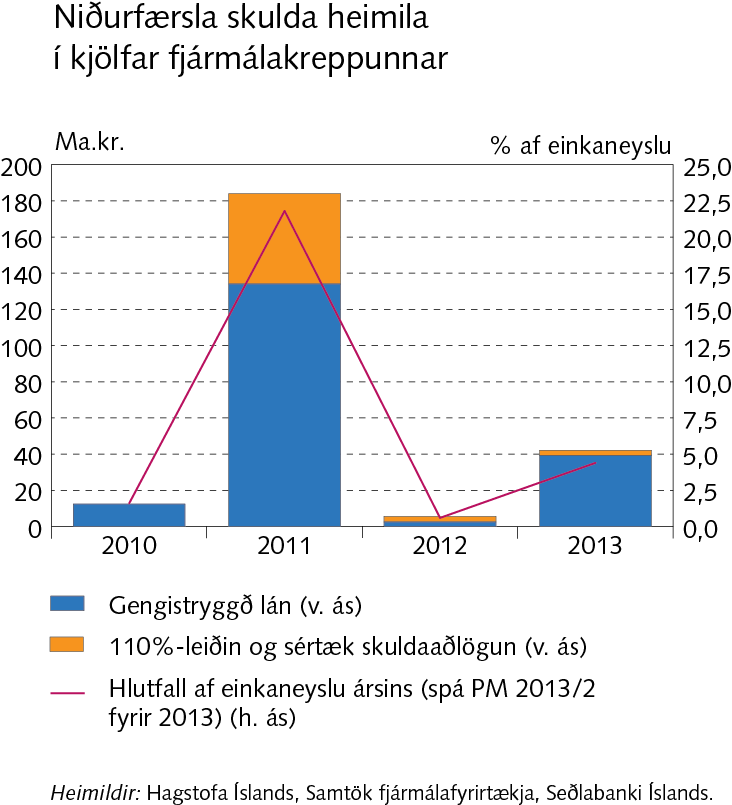 Niðurfærsla skulda heimila
í kjölfar fjármálakreppunnar
Ma.kr.
% af einkaneyslu
200
180
160
140
120
100
80
60
40
20
0
25,0
22,5
20,0
17,5
15,0
12,5
10,0
7,5
5,0
2,5
0,0
2010 2011 2012 2013
Gengistryggð lán (v. ás)
110%-leiðin og sértæk skuldaaðlögun (v. ás)
Hlutfall af einkaneyslu ársins (spá PM 2013/2
fyrir 2013) (h. ás)
Heimildir: Hagstofa Íslands, Samtök fjármálafyrirtækja, Seðlabanki Íslands.